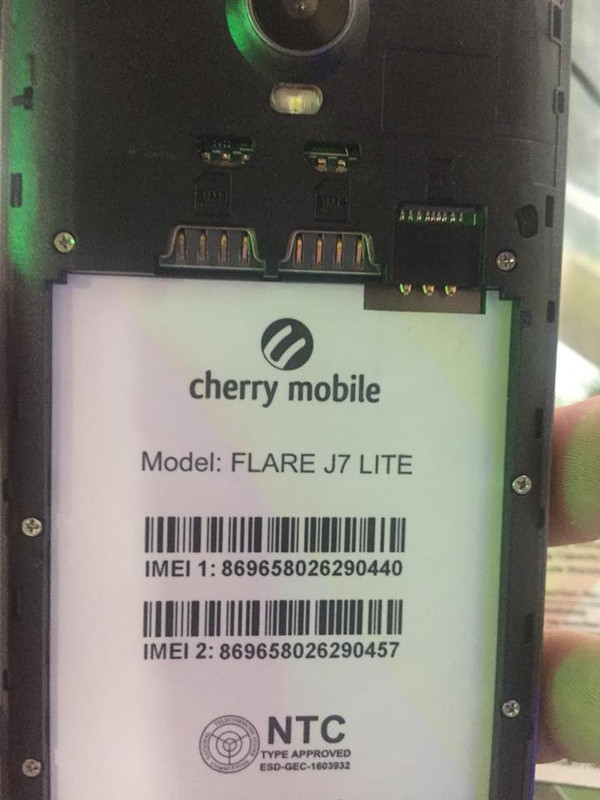 cherry mobile
Model: FLARE J7 LITE
IMEI 1: 869658026290440
IMEI 2: 869658026290457
NTC
TYPE APPROVED
ESD-GEC-1603932